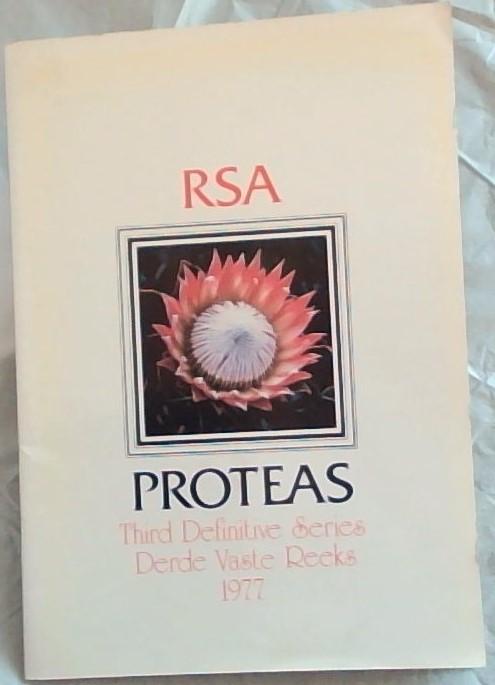 RSA
PROTEAS
Third Definitive Series
Derde Vaste Reeks
1977